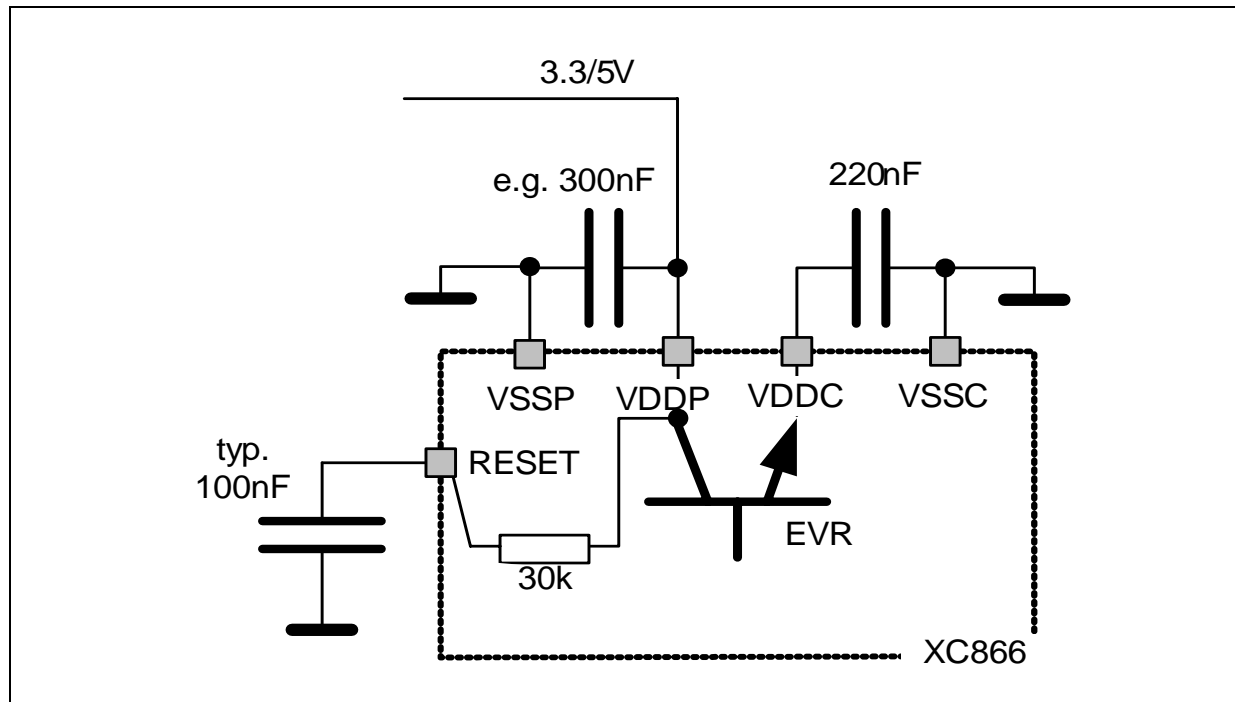 3.3/5V
e.g. 300nF
220nF
VSSP
VDDP
VDDC
VSSC
typ.
100nF
RESET
EVR
30k
XC866